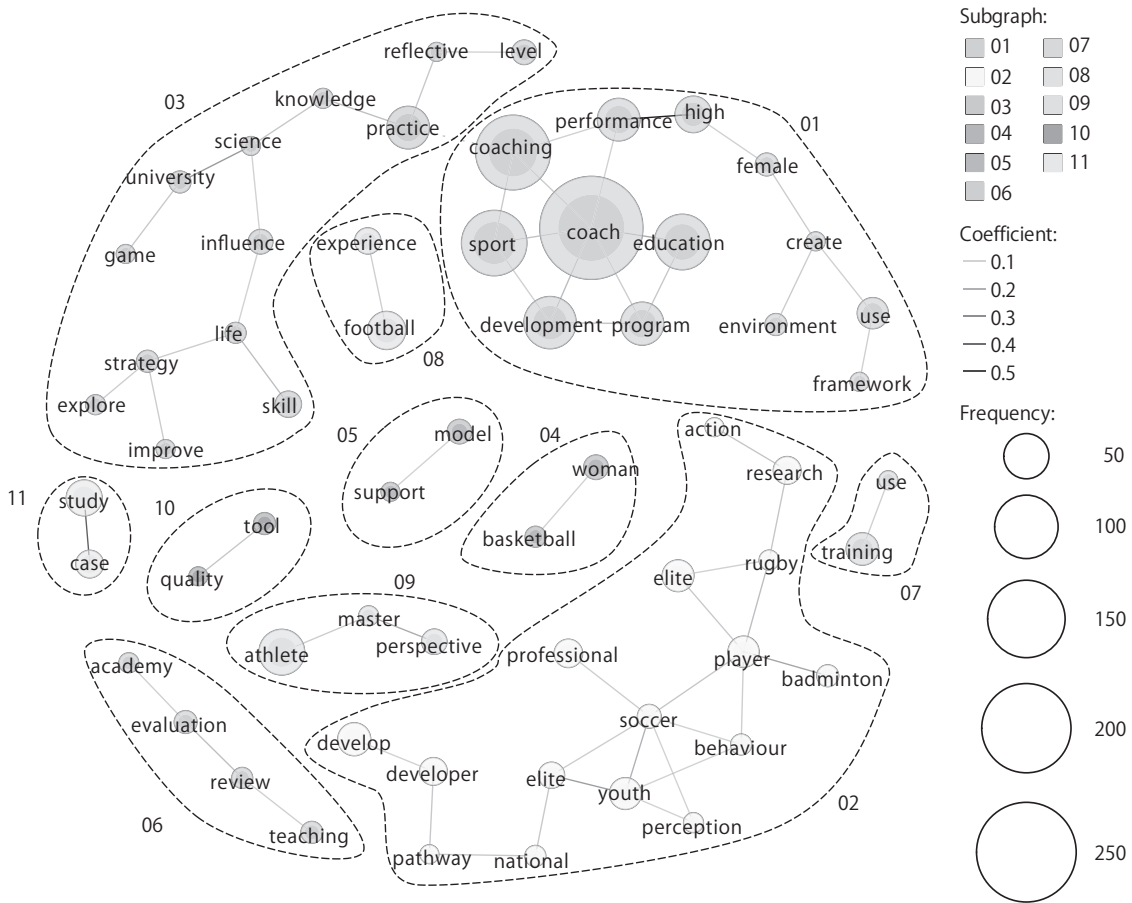 reflective
level
knowledge
03
practice
science
university
influence
game
life
strategy
explore
skill
improve
performance
high
01
coaching
female
coach
sport
education
create
development
program
environment
use
framework
experience
football
08
05
model
support
04
woman
basketball
action
research
use
training
07
11
study
case
10
tool
quality
09
master
athlete
perspective
elite
rugby
professional
player
badminton
soccer
behaviour
develop
developer
elite
youth
perception
pathway
national
02
academy
evaluation
review
teaching
06
Subgraph:
01
02
03
04
05
06
07
08
09
10
11
Coefficient:
0.1
0.2
0.3
0.4
0.5
Frequency:
50
100
150
200
250